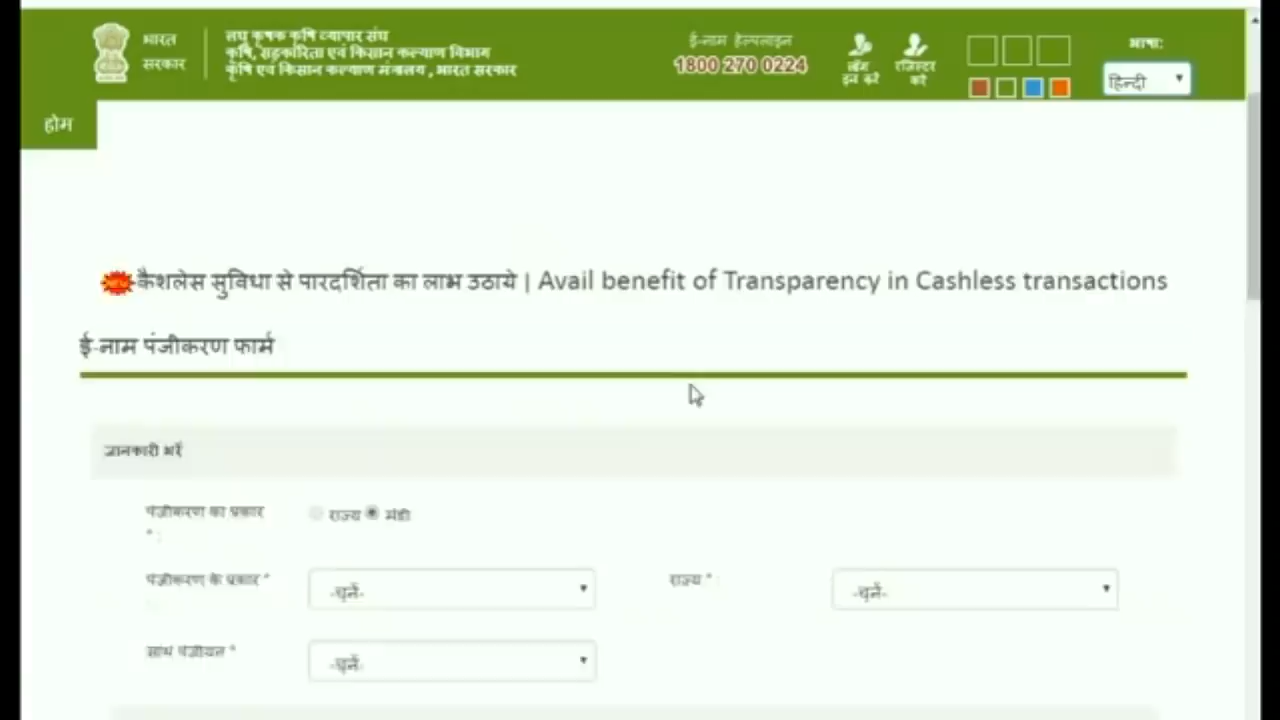 भारत
सरकार
लघु कृषक कृषि व्यापार संघ
कृषि, सहकारिता एवं किसान कल्याण विभाग
कृषि एवं किसान कल्याण मंत्रालय , भारत सरकार
ई-नाम हेल्पलाइन
1800 270 0224
लॉग
इन करे
रजिस्टर
करे
भाषा:
हिन्दी
होम
कैशलेस सुविधा से पारदर्शिता का लाभ उठाये | Avail benefit of Transparency in Cashless transactions
ई-नाम पंजीकरण फार्म
जानकारी भरें
पंजीकरण का प्रकार
* :
राज्य मंडी
पंजीकरण के प्रकार *
:
-चुनें-
राज्य * :
-चुनें-
साथ पंजीयन *
-चुनें-